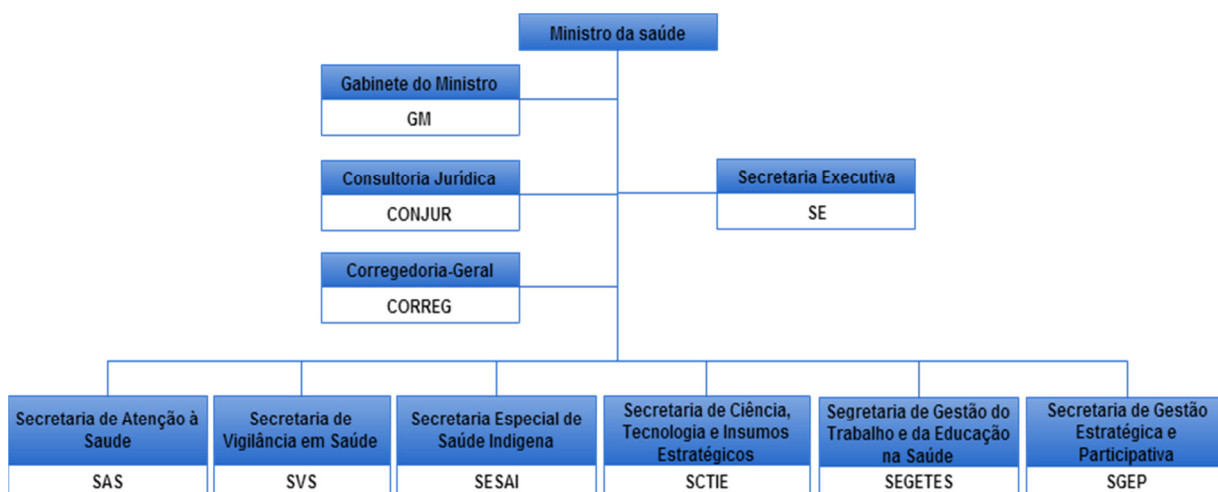 Ministro da saúde
Gabinete do Ministro
GM
Consultoria Jurídica
CONJUR
Secretaria Executiva
SE
Corregedoria-Geral
CORREG
Secretaria de Atenção à
Saude
SAS
Secretaria de
Vigilância em Saúde
SVS
Secretaria Especial de
Saúde Indigena
SESAI
Secretaria de Ciência,
Tecnologia e Insumos
Estratégicos
SCTIE
Segretaria de Gestão do
Trabalho e da Educação
na Saúde
SEGETES
Secretaria de Gestão
Estratégica e
Participativa
SGEP